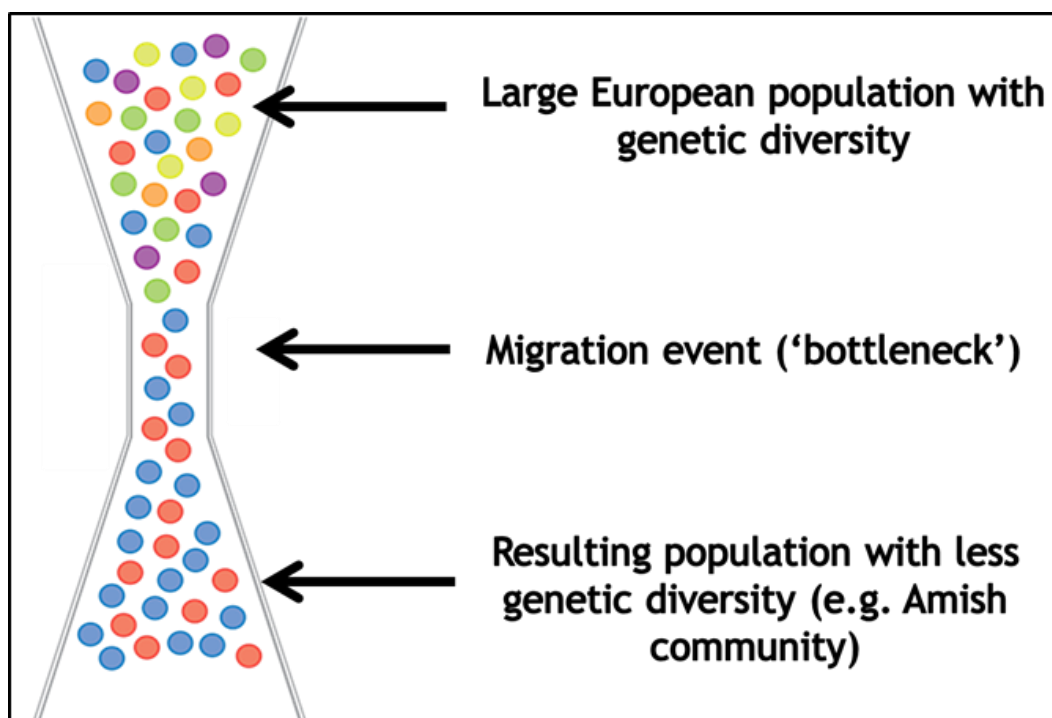 Large European population with
genetic diversity
Migration event (‘bottleneck’)
Resulting population with less
genetic diversity (e.g. Amish
community)